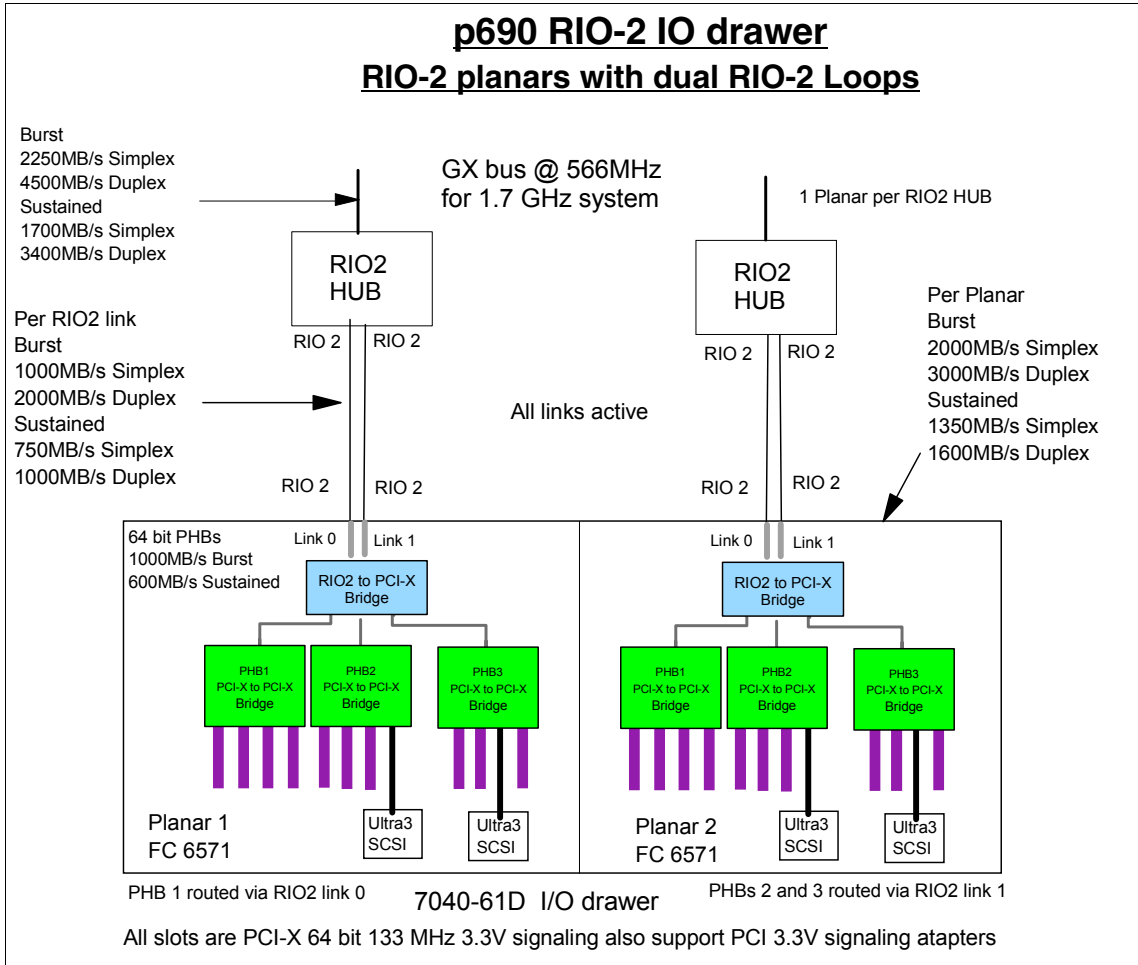 p690 RIO-2 IO drawer
RIO-2 planars with dual RIO-2 Loops
Burst
2250MB/s Simplex
4500MB/s Duplex
Sustained
1700MB/s Simplex
3400MB/s Duplex
GX bus @ 566MHz
for 1.7 GHz system
1 Planar per RIO2 HUB
RIO2
HUB
RIO2
HUB
Per RIO2 link
Burst
1000MB/s Simplex
2000MB/s Duplex
Sustained
750MB/s Simplex
1000MB/s Duplex
Per Planar
Burst
2000MB/s Simplex
3000MB/s Duplex
Sustained
1350MB/s Simplex
1600MB/s Duplex
RIO 2
RIO 2
RIO 2
RIO 2
All links active
RIO 2
RIO 2
RIO 2
RIO 2
64 bit PHBs
1000MB/s Burst
600MB/s Sustained
Link 0
Link 1
RIO2 to PCI-X
Bridge
PHB1
PCI-X to PCI-X
Bridge
PHB2
PCI-X to PCI-X
Bridge
PHB3
PCI-X to PCI-X
Bridge
Planar 1
FC 6571
Ultra3
SCSI
Ultra3
SCSI
Link 0
Link 1
RIO2 to PCI-X
Bridge
PHB1
PCI-X to PCI-X
Bridge
PHB2
PCI-X to PCI-X
Bridge
PHB3
PCI-X to PCI-X
Bridge
Planar 2
FC 6571
Ultra3
SCSI
Ultra3
SCSI
PHB 1 routed via RIO2 link 0
7040-61D I/O drawer
PHBs 2 and 3 routed via RIO2 link 1
All slots are PCI-X 64 bit 133 MHz 3.3V signaling also support PCI 3.3V signaling atapters